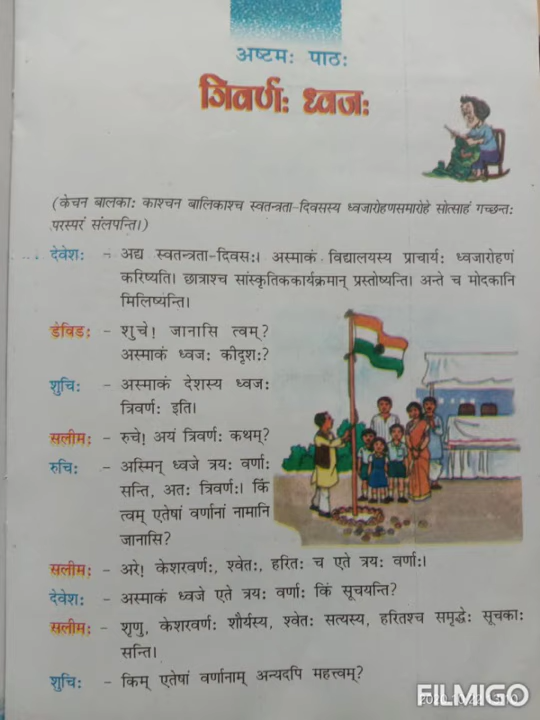 अष्टमः पाठः
त्रिवर्णः ध्वजः
(केचन बालकाः काश्चन बालिकाश्च स्वतन्त्रता-दिवसस्य ध्वजारोहणसमारोहे सोत्साहं गच्छन्तः
परस्परं संलपन्ति।)
देवेशः - अद्य स्वतन्त्रता-दिवसः। अस्माकं विद्यालयस्य प्राचार्यः ध्वजारोहणं
करिष्यति। छात्राश्च सांस्कृतिककार्यक्रमान् प्रस्तोष्यन्ति। अन्ते च मोदकानि
मिलिष्यन्ति।
डेविडः - शुचे! जानासि त्वम्?
अस्माकं ध्वजः कीदृशः?
शुचिः - अस्माकं देशस्य ध्वजः
त्रिवर्णः इति।
सलीमः - रुचे! अयं त्रिवर्णः कथम्?
रुचिः - अस्मिन् ध्वजे त्रयः वर्णाः
सन्ति, अतः त्रिवर्णः। किं
त्वम् एतेषां वर्णानां नामानि
जानासि?
सलीमः - अरे! केशरवर्णः, श्वेतः, हरितः च एते त्रयः वर्णाः।
देवेशः - अस्माकं ध्वजे एते त्रयः वर्णाः किं सूचयन्ति?
सलीमः - शृणु, केशरवर्णः शौर्यस्य, श्वेतः सत्यस्य, हरितश्च समृद्धेः सूचकाः
सन्ति।
शुचिः - किम् एतेषां वर्णानाम् अन्यदपि महत्त्वम्?
FILMIGO